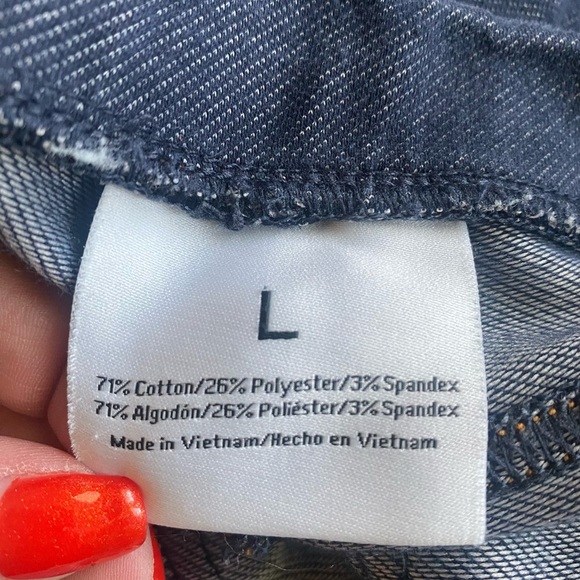 L
71% Cotton/26% Polyester/3% Spandex
71% Algodón/26% Poliéster/3% Spandex
Made in Vietnam/Hecho en Vietnam